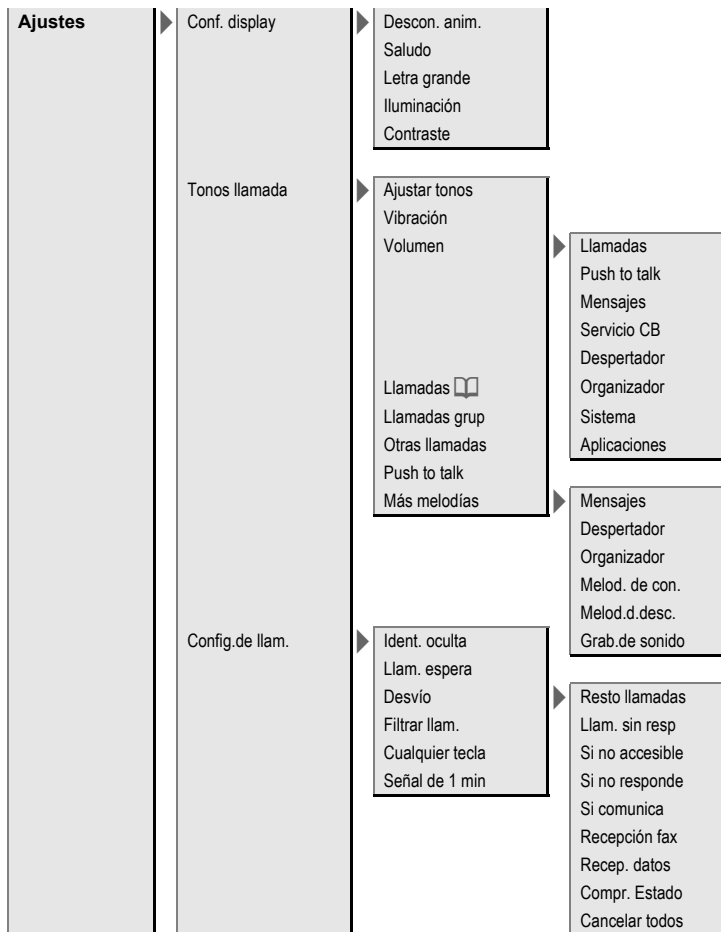 Ajustes
Conf. display
Descon. anim.
Saludo
Letra grande
Iluminación
Contraste
Tonos llamada
Ajustar tonos
Vibración
Volumen
Llamadas
Push to talk
Mensajes
Servicio CB
Despertador
Organizador
Sistema
Aplicaciones
Llamadas
Llamadas grup
Otras llamadas
Push to talk
Más melodías
Mensajes
Despertador
Organizador
Melod. de con.
Melod.d.desc.
Grab.de sonido
Config.de llam.
Ident. oculta
Llam. espera
Desvío
Resto llamadas
Llam. sin resp
Si no accesible
Si no responde
Si comunica
Recepción fax
Recep. datos
Compr. Estado
Cancelar todos
Filtrar llam.
Cualquier tecla
Señal de 1 min